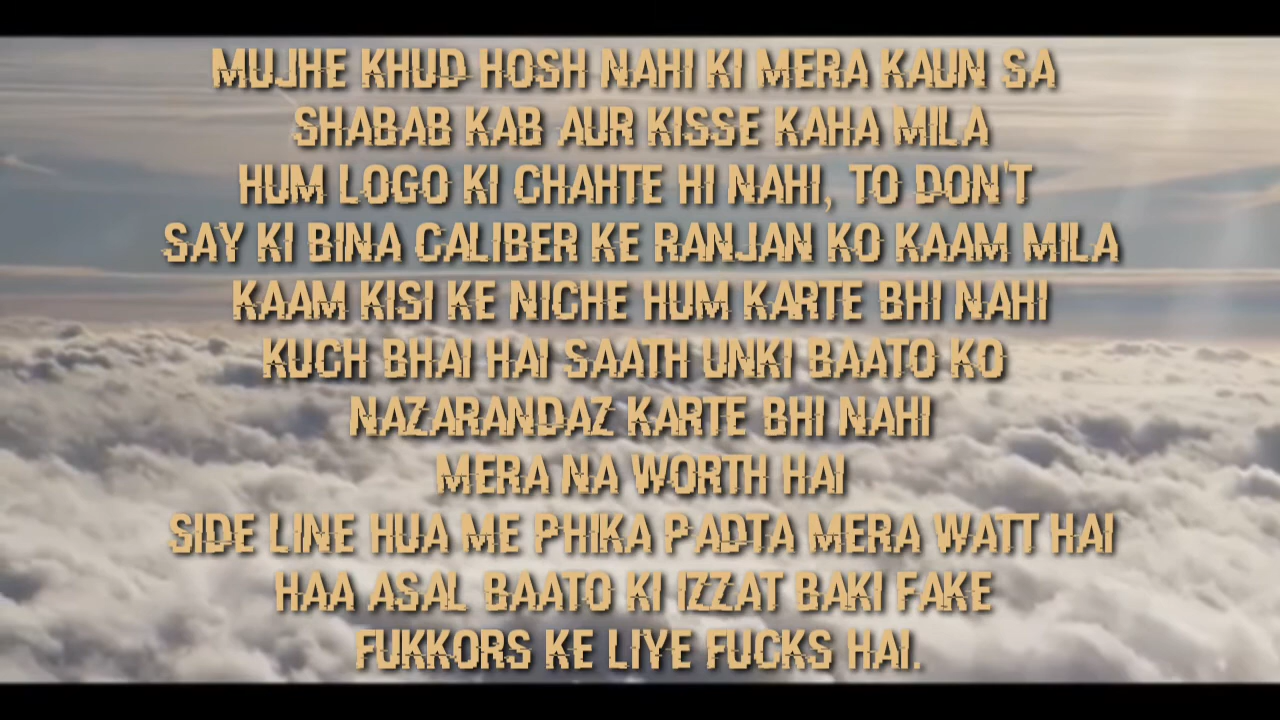 MUJHE KHUD HOSH NAHI KI MERA KAUN SA
SHABAB KAB AUR KISSE KAHA MILA
HUM LOGO KI CHAHTE HI NAHI, TO DON'T
SAY KI BINA CALIBER KE RANJAN KO KAAM MILA
KAAM KISI KE NICHE HUM KARTE BHI NAHI
KUCH BHAI HAI SAATH UNKI BAATO KO
NAZARANDAZ KARTE BHI NAHI
MERA NA WORTH HAI
SIDE LINE HUA ME PHIKA PADTA MERA WATT HAI
HAA ASAL BAATO KI IZZAT BAKI FAKE
FUKKORS KE LIYE FUCKS HAI.